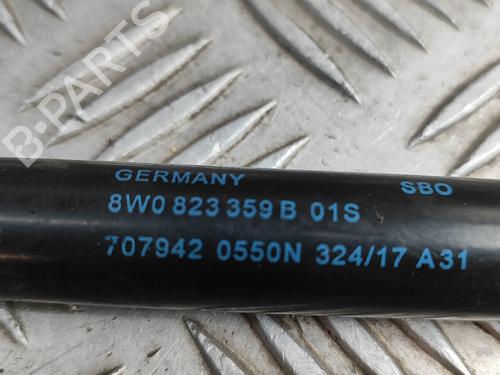 B-PARTS
GERMANY SBO
8W0 823 359 B 01S
707942 0550N 324/17 A31